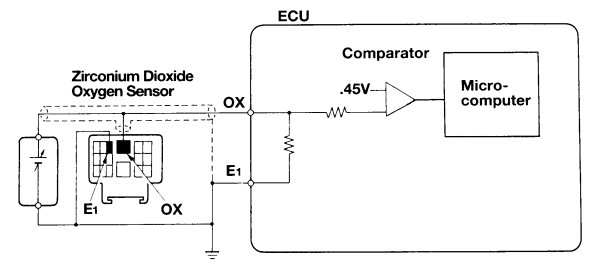 ECU
Comparator
Zirconium Dioxide
Oxygen Sensor
.45V
Micro-
computer
OX
E1
E1
OX